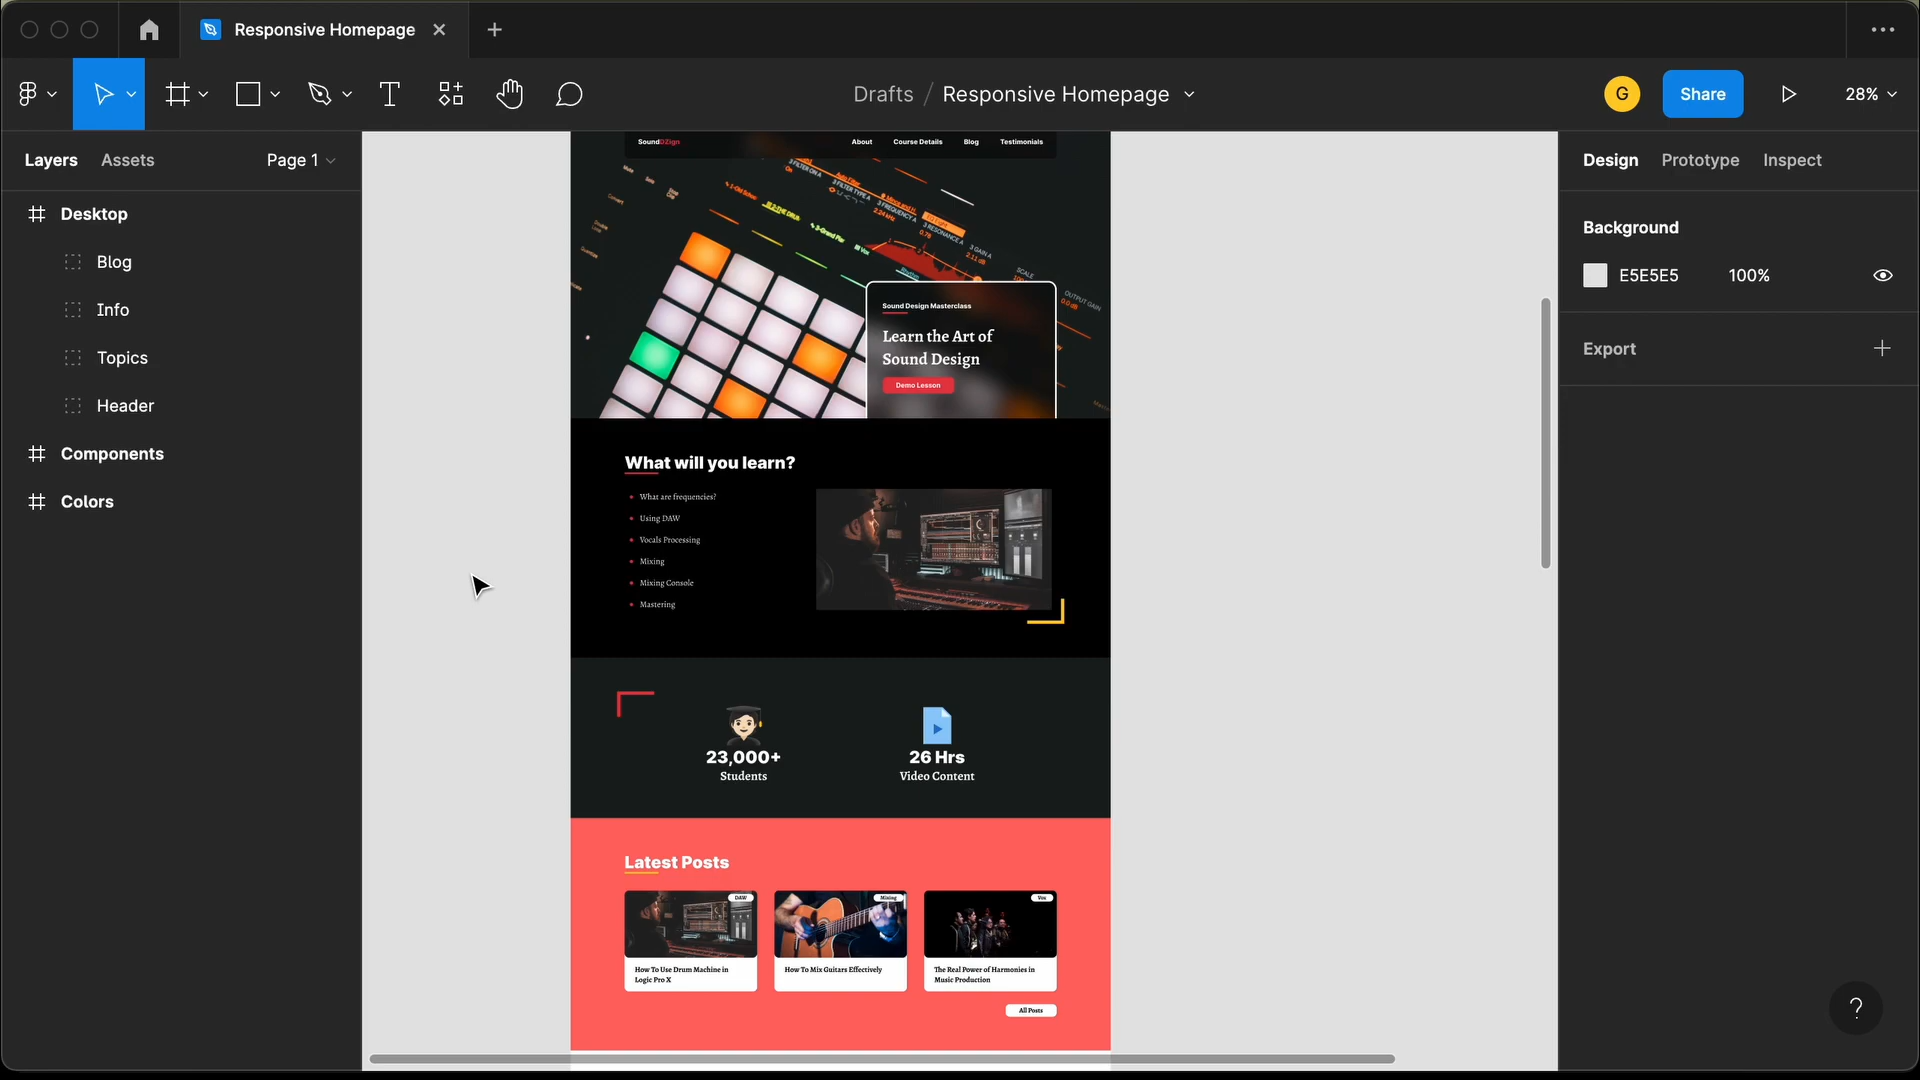 Responsive Homepage
Drafts / Responsive Homepage
G
Share
28%
Layers
Assets
Page 1
Desktop
Blog
Info
Topics
Header
Components
Colors
SoundDZign
About
Course Details
Blog
Testimonials
Sound Design Masterclass
Learn the Art of
Sound Design
Demo Lesson
What will you learn?
What are frequencies?
Using DAW
Vocals Processing
Mixing
Mixing Console
Mastering
23,000+
Students
26 Hrs
Video Content
Latest Posts
DAW
Mixing
Vox
How To Use Drum Machine in
Logic Pro X
How To Mix Guitars Effectively
The Real Power of Harmonies in
Music Production
All Posts
Design
Prototype
Inspect
Background
E5E5E5
100%
Export
?